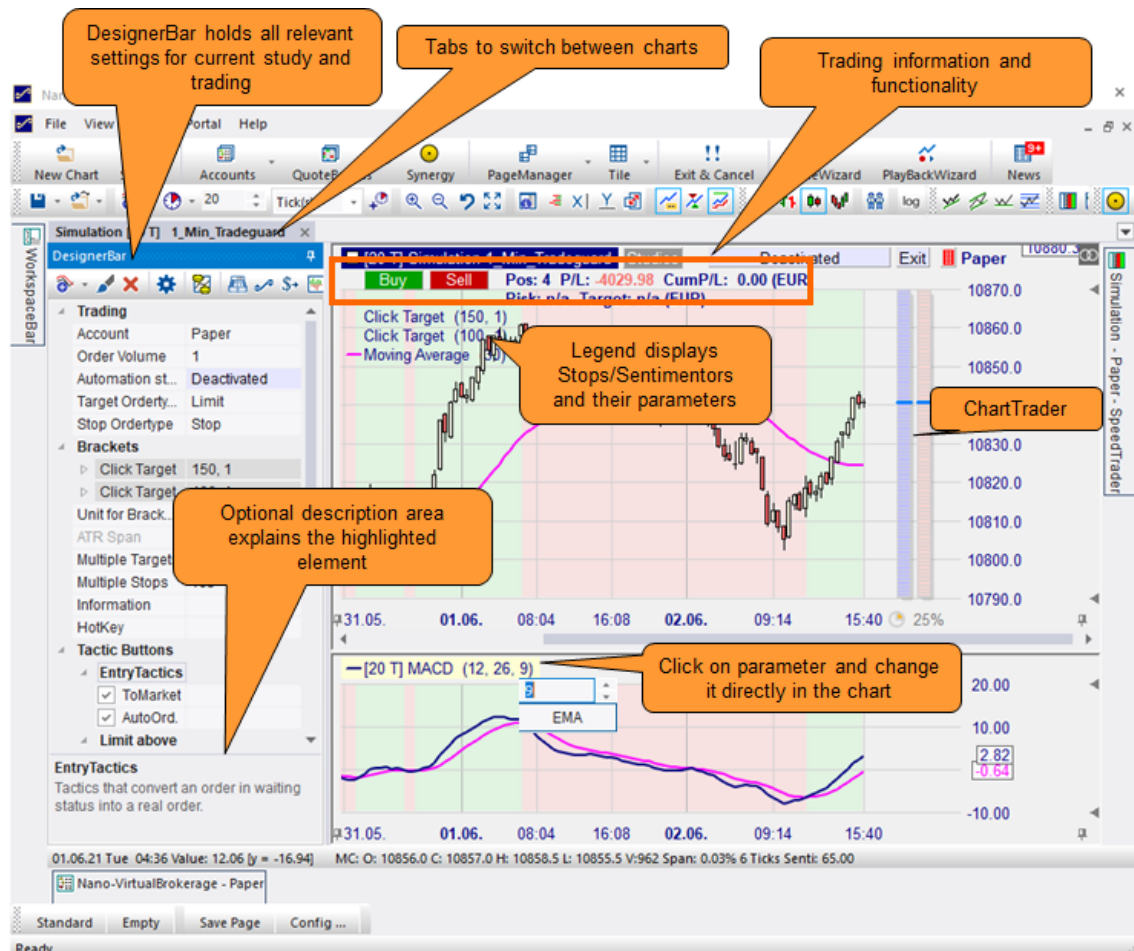 DesignerBar holds all relevant
settings for current study and
trading
Tabs to switch between charts
Trading information and
functionality
File View Portal Help
New Chart Accounts Synergy PageManager Tile Exit & Cancel PlayBackWizard News
9+
20 log
Simulation 1_Min_Tradeguard
WorkspaceBar
DesignerBar
Deactivated Exit Paper
Buy Sell Pos: 4 P/L: -4029.98 CumP/L: 0.00 (EUR
Risk: n/a Target: n/a (EUR)
Click Target (150, 1)
Click Target (100, 1)
Moving Average
Legend displays
Stops/Sentimentors
and their parameters
ChartTrader
10880.3
10870.0
10860.0
10850.0
10830.0
10820.0
10810.0
10800.0
10790.0
Simulation - Paper - SpeedTrader
Trading
Account Paper
Order Volume 1
Automation st... Deactivated
Target Orderty... Limit
Stop Ordertype Stop
Brackets
Click Target 150, 1
Click Target
Unit for Brack..
ATR Span
Multiple Target
Multiple Stops
Information
HotKey
Tactic Buttons
EntryTactics
ToMarket
AutoOrd.
Limit above
Optional description area
explains the highlighted
element
31.05. 01.06. 08:04 16:08 02.06. 09:14 15:40 25%
[20 T] MACD (12, 26, 9)
9
EMA
Click on parameter and change
it directly in the chart
20.00
10.00
2.82
-0.64
-10.00
31.05. 01.06. 08:04 16:08 02.06. 09:14 15:40
EntryTactics
Tactics that convert an order in waiting
status into a real order.
01.06.21 Tue 04:36 Value: 12.06 [y = -16.94] MC: O: 10856.0 C: 10857.0 H: 10858.5 L: 10855.5 V:962 Span: 0.03% 6 Ticks Senti: 65.00
Nano-VirtualBrokerage - Paper
Standard Empty Save Page Config ...
Ready